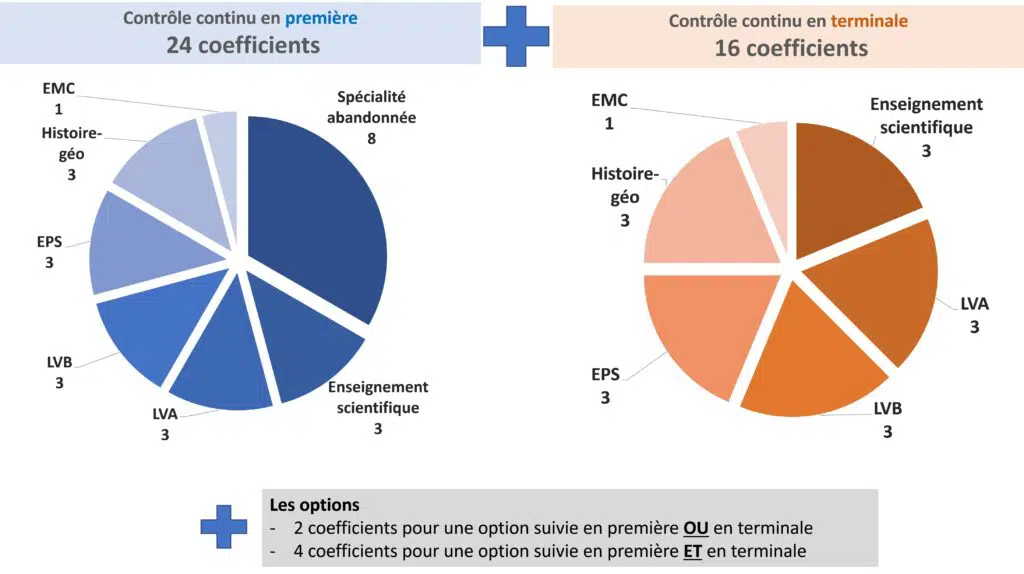 Contrôle continu en première
24 coefficients
Contrôle continu en terminale
16 coefficients
EMC
1
Histoire-
géo
3
EPS
3
LVB
3
LVA
3
Spécialité
abandonnée
8
Enseignement
scientifique
3
EMC
1
Histoire-
géo
3
EPS
3
Enseignement
scientifique
3
LVA
3
LVB
3
Les options
- 2 coefficients pour une option suivie en première OU en terminale
- 4 coefficients pour une option suivie en première ET en terminale